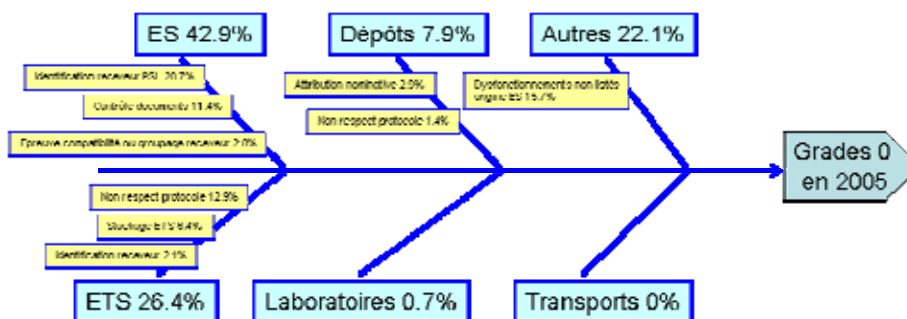 ES 42.9%
Dépôts 7.9%
Autres 22.1%
Identification receveur PSL 20.7%
Contrôle documents 11.4%
Epreuve compatibilité ou groupage receveur
Attribution nominative 2.9%
Non respect protocole 1.4%
Dysfonctionnements non listés
origine ES 15.7%
Grades 0
en 2005
Non respect protocole 12.9%
Stockage ETS 6.4%
Identification receveur 2.1%
ETS 26.4%
Laboratoires 0.7%
Transports 0%